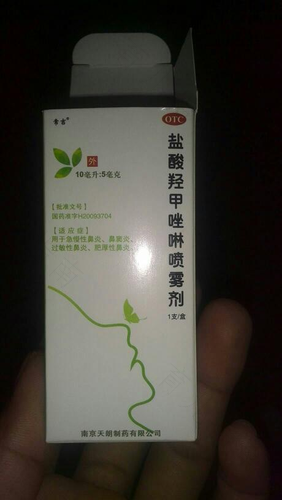 OTC
外
10毫升:5毫克
盐酸羟甲唑啉喷雾剂
1支/盒
【批准文号】
国药准字H20093704
【适应症】
用于急慢性鼻炎、鼻窦炎、
过敏性鼻炎、肥厚性鼻炎。
南京天朗制药有限公司